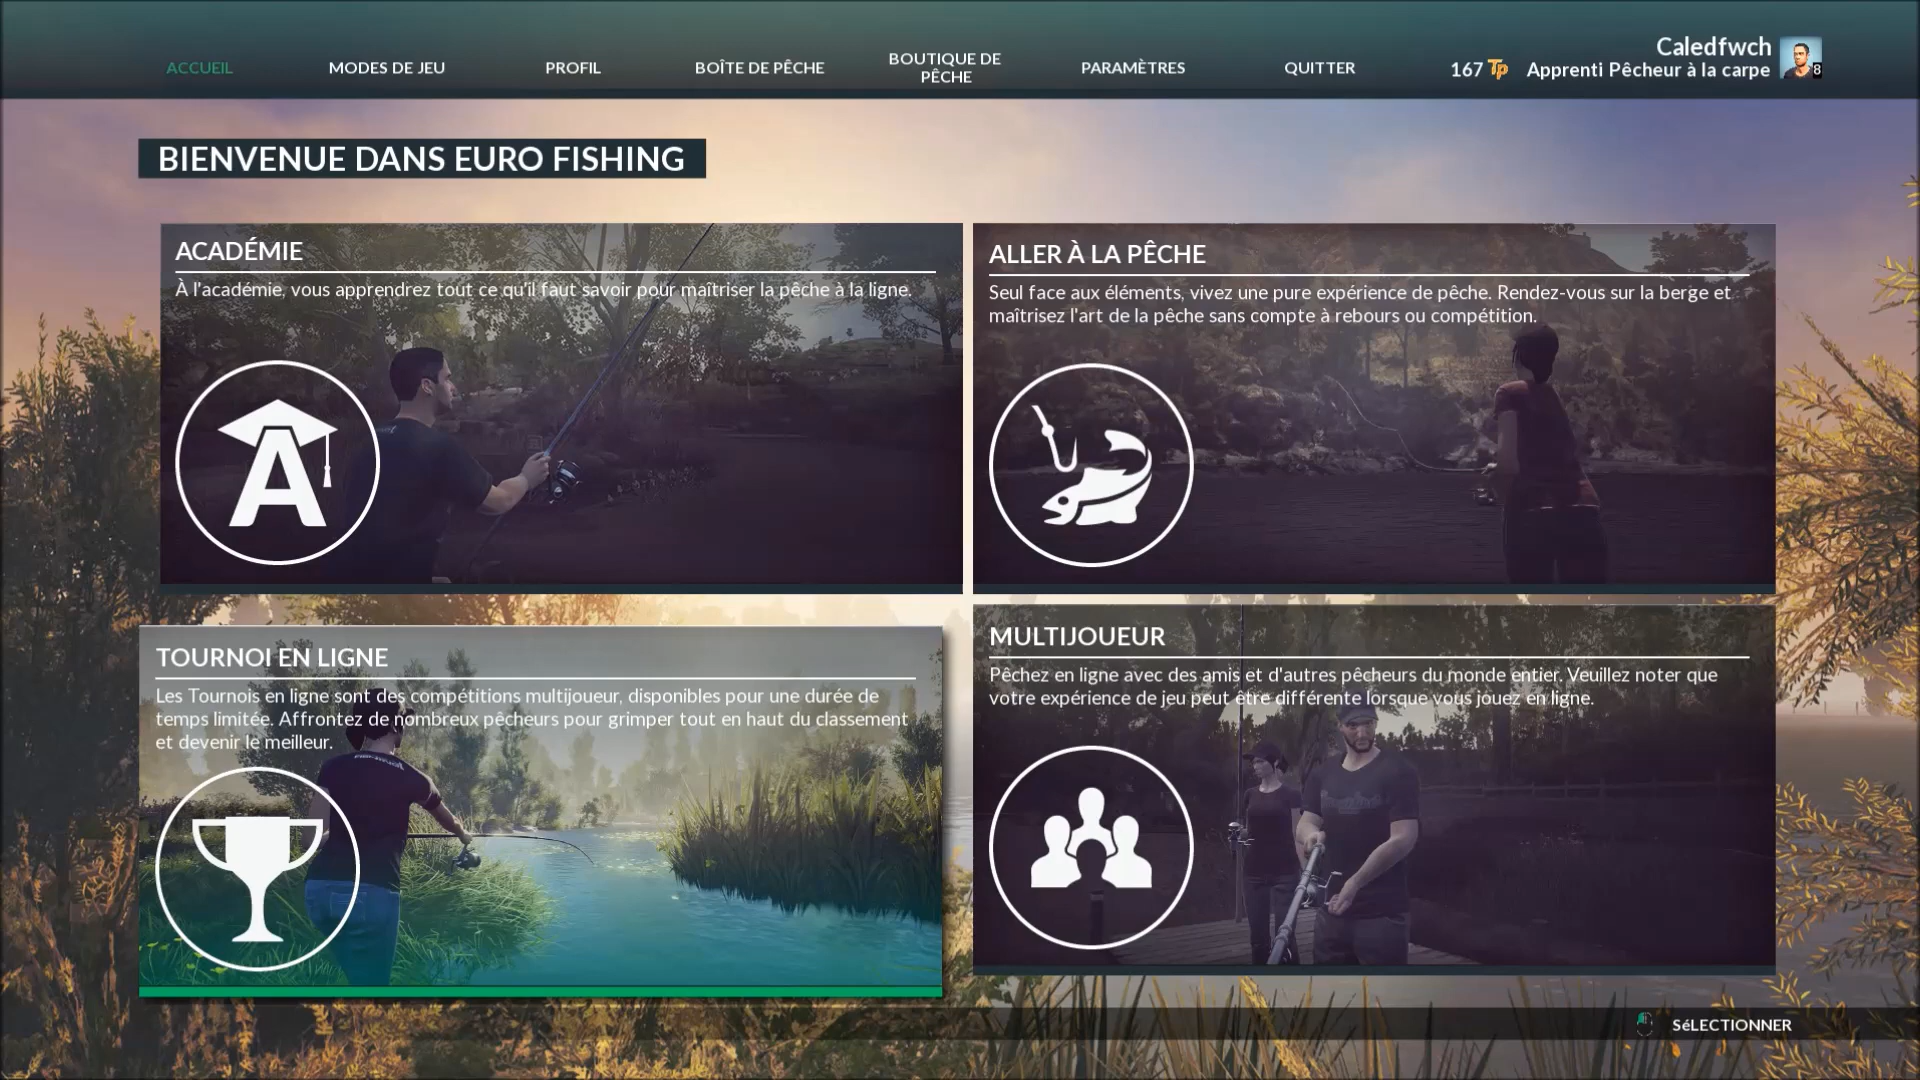 ACCUEIL
MODES DE JEU
PROFIL
BOÎTE DE PÊCHE
BOUTIQUE DE
PÊCHE
PARAMÈTRES
QUITTER
Caledfwch
167 Tp Apprenti Pêcheur à la carpe 8
BIENVENUE DANS EURO FISHING
ACADÉMIE
À l'académie, vous apprendrez tout ce qu'il faut savoir pour maîtriser la pêche à la ligne.
A
ALLER À LA PÊCHE
Seul face aux éléments, vivez une pure expérience de pêche. Rendez-vous sur la berge et
maîtrisez l'art de la pêche sans compte à rebours ou compétition.
TOURNOI EN LIGNE
Les Tournois en ligne sont des compétitions multijoueur, disponibles pour une durée de
temps limitée. Affrontez de nombreux pêcheurs pour grimper tout en haut du classement
et devenir le meilleur.
MULTIJOUEUR
Pêchez en ligne avec des amis et d'autres pêcheurs du monde entier. Veuillez noter que
votre expérience de jeu peut être différente lorsque vous jouez en ligne.
SéLECTIONNER